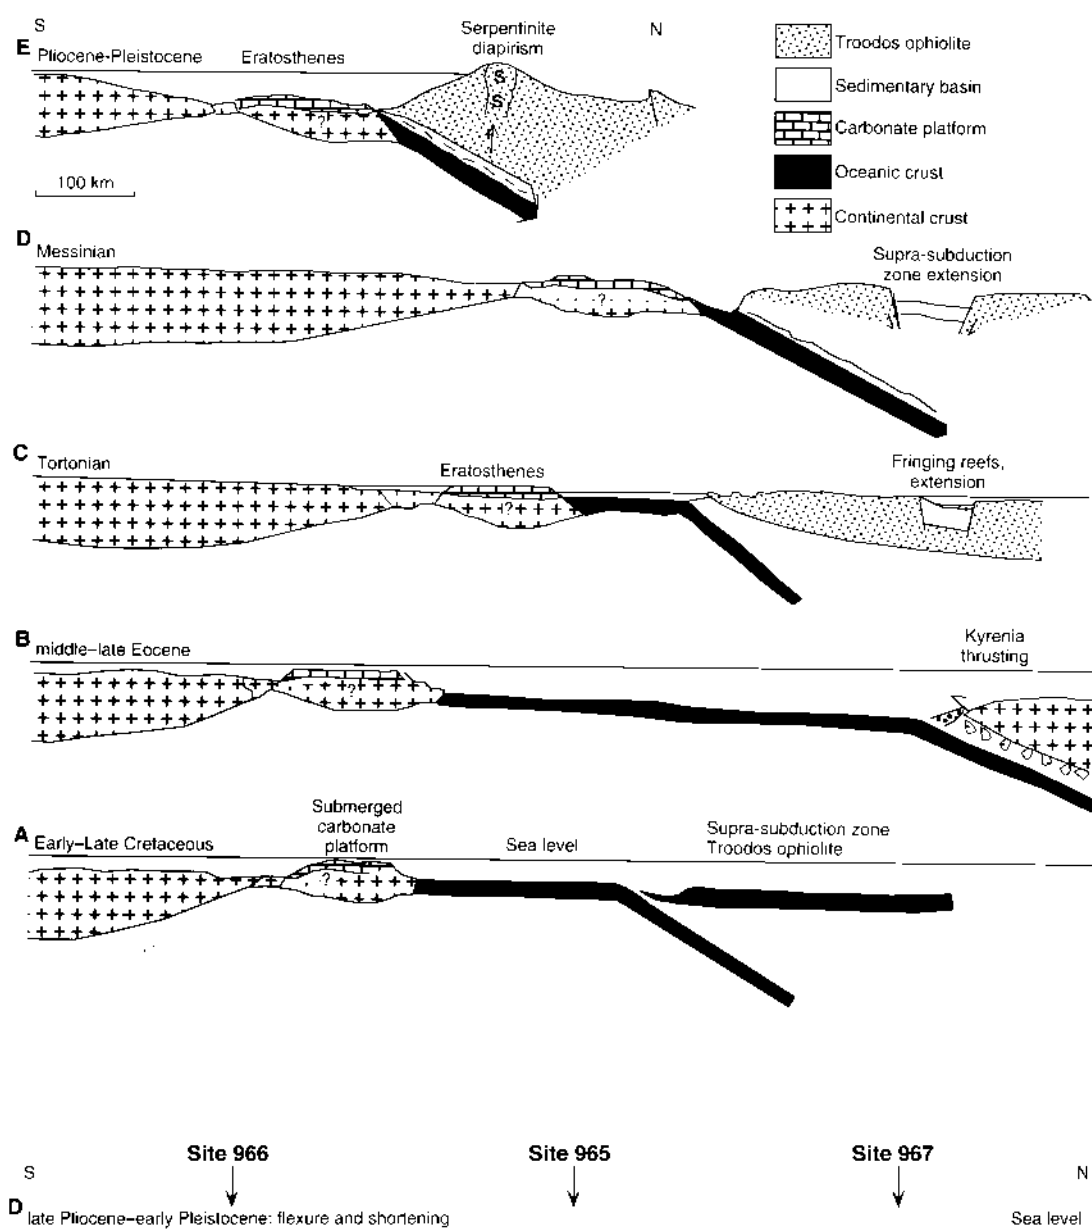 S
Serpentinite
diapirism
N
E
Pliocene-Pleistocene
Eratosthenes
S
S
?
100 km
Troodos ophiolite
Sedimentary basin
Carbonate platform
Oceanic crust
Continental crust
D
Messinian
Supra-subduction
zone extension
?
C
Tortonian
Eratosthenes
Fringing reefs,
extension
?
B
middle–late Eocene
Kyrenia
thrusting
?
A
Early–Late Cretaceous
Submerged
carbonate
platform
Sea level
Supra-subduction zone
Troodos ophiolite
?
Site 966
Site 965
Site 967
S
N
D
late Pliocene–early Pleistocene: flexure and shortening
Sea level